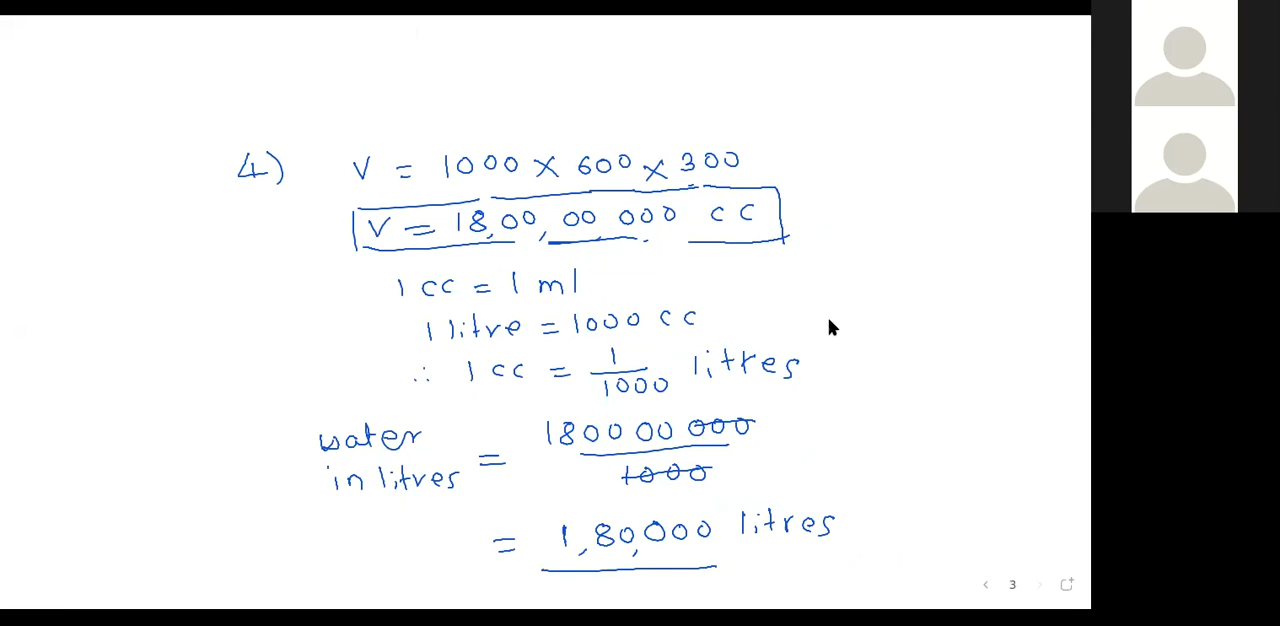 4) V = 1000 × 600 × 300
V = 18,00,00,000 cc
1 cc = 1 ml
1 litre = 1000 cc
∴ 1 cc = 1/1000 litres
water in litres = 180000000/1000
= 1,80,000 litres
3